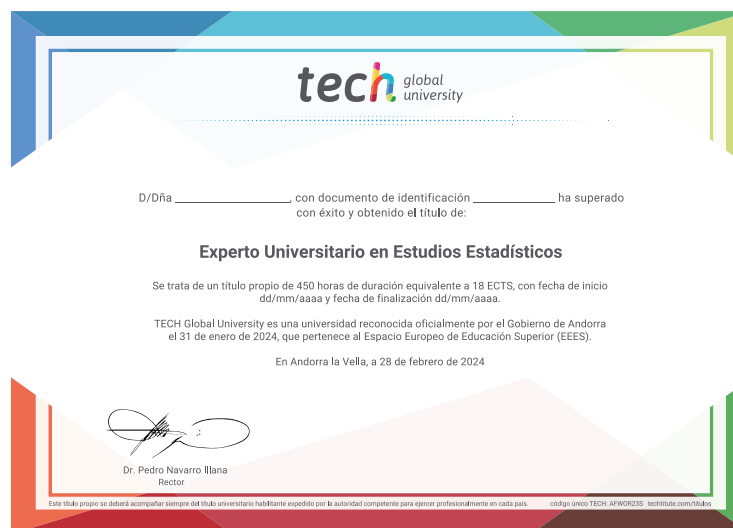 tech global university
D/Dña ________________, con documento de identificación ____________ ha superado
con éxito y obtenido el título de:
Experto Universitario en Estudios Estadísticos
Se trata de un título propio de 450 horas de duración equivalente a 18 ECTS, con fecha de inicio
dd/mm/aaaa y fecha de finalización dd/mm/aaaa.
TECH Global University es una universidad reconocida oficialmente por el Gobierno de Andorra
el 31 de enero de 2024, que pertenece al Espacio Europeo de Educación Superior (EEES).
En Andorra la Vella, a 28 de febrero de 2024
Dr. Pedro Navarro Illana
Rector
Este título propio se deberá acompañar siempre del título universitario habilitante expedido por la autoridad competente para ejercer profesionalmente en cada país. código único TECH: AFWOR23S techtitute.com/titulos